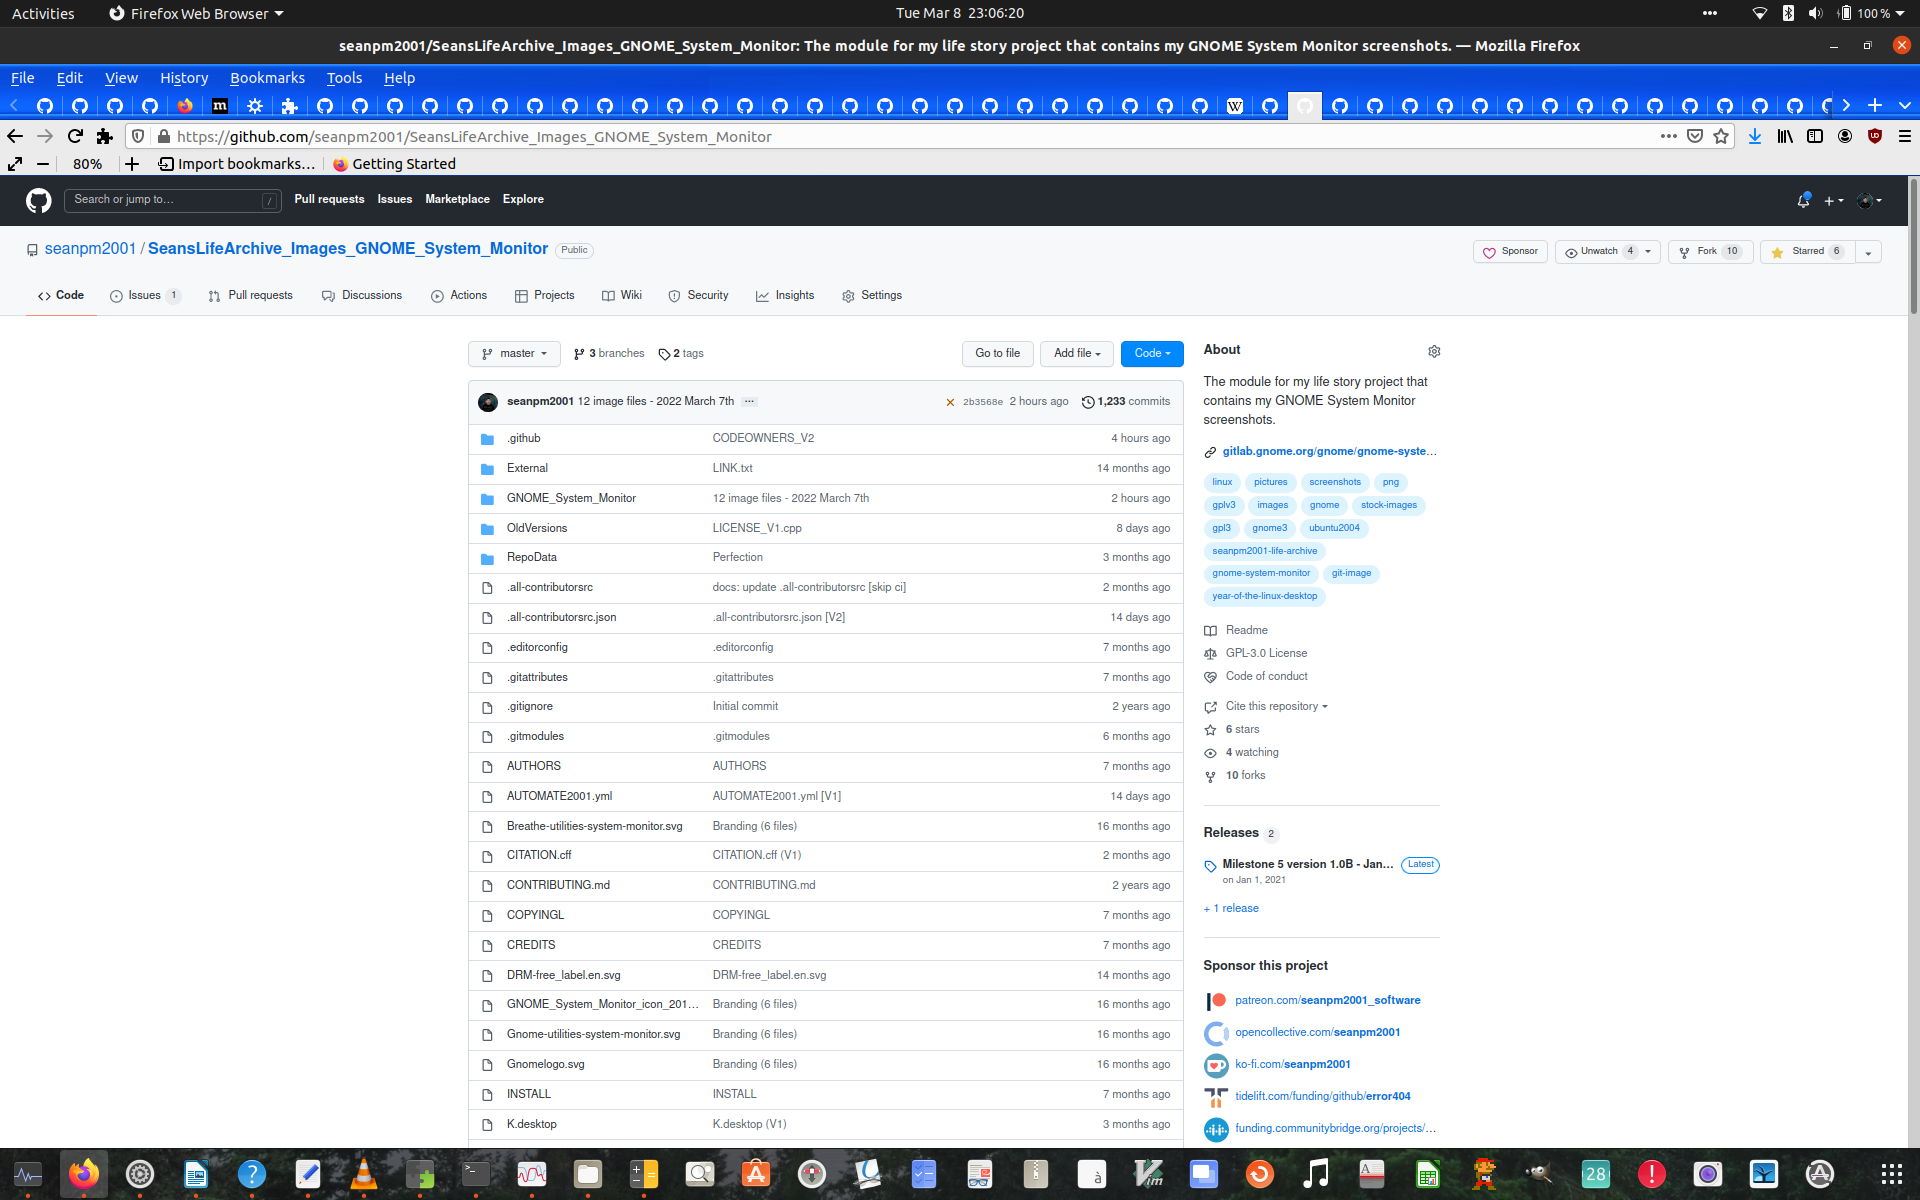 Activities Firefox Web Browser Tue Mar 8 23:06:20 100 %
seanpm2001/SeansLifeArchive_Images_GNOME_System_Monitor: The module for my life story project that contains my GNOME System Monitor screenshots. — Mozilla Firefox
File Edit View History Bookmarks Tools Help
https://github.com/seanpm2001/SeansLifeArchive_Images_GNOME_System_Monitor
80% Import bookmarks… Getting Started
Search or jump to… / Pull requests Issues Marketplace Explore
seanpm2001 / SeansLifeArchive_Images_GNOME_System_Monitor Public
Sponsor Unwatch 4 Fork 10 Starred 6
Code Issues 1 Pull requests Discussions Actions Projects Wiki Security Insights Settings
master 3 branches 2 tags Go to file Add file Code
seanpm2001 12 image files - 2022 March 7th ... 2b3568e 2 hours ago 1,233 commits
.github CODEOWNERS_V2 4 hours ago
External LINK.txt 14 months ago
GNOME_System_Monitor 12 image files - 2022 March 7th 2 hours ago
OldVersions LICENSE_V1.cpp 8 days ago
RepoData Perfection 3 months ago
.all-contributorsrc docs: update .all-contributorsrc [skip ci] 2 months ago
.all-contributorsrc.json .all-contributorsrc.json [V2] 14 days ago
.editorconfig .editorconfig 7 months ago
.gitattributes .gitattributes 7 months ago
.gitignore Initial commit 2 years ago
.gitmodules .gitmodules 6 months ago
AUTHORS AUTHORS 7 months ago
AUTOMATE2001.yml AUTOMATE2001.yml [V1] 14 days ago
Breathe-utilities-system-monitor.svg Branding (6 files) 16 months ago
CITATION.cff CITATION.cff (V1) 2 months ago
CONTRIBUTING.md CONTRIBUTING.md 2 years ago
COPYINGL COPYINGL 7 months ago
CREDITS CREDITS 7 months ago
DRM-free_label.en.svg DRM-free_label.en.svg 14 months ago
GNOME_System_Monitor_icon_201… Branding (6 files) 16 months ago
Gnome-utilities-system-monitor.svg Branding (6 files) 16 months ago
Gnomelogo.svg Branding (6 files) 16 months ago
INSTALL INSTALL 7 months ago
K.desktop K.desktop (V1) 3 months ago
About
The module for my life story project that
contains my GNOME System Monitor
screenshots.
gitlab.gnome.org/gnome/gnome-syste…
linux pictures screenshots png
gplv3 images gnome stock-images
gpl3 gnome3 ubuntu2004
seanpm2001-life-archive
gnome-system-monitor git-image
year-of-the-linux-desktop
Readme
GPL-3.0 License
Code of conduct
Cite this repository
6 stars
4 watching
10 forks
Releases 2
Milestone 5 version 1.0B - Jan… Latest
on Jan 1, 2021
+ 1 release
Sponsor this project
patreon.com/seanpm2001_software
opencollective.com/seanpm2001
ko-fi.com/seanpm2001
tidelift.com/funding/github/error404
funding.communitybridge.org/projects/…
28